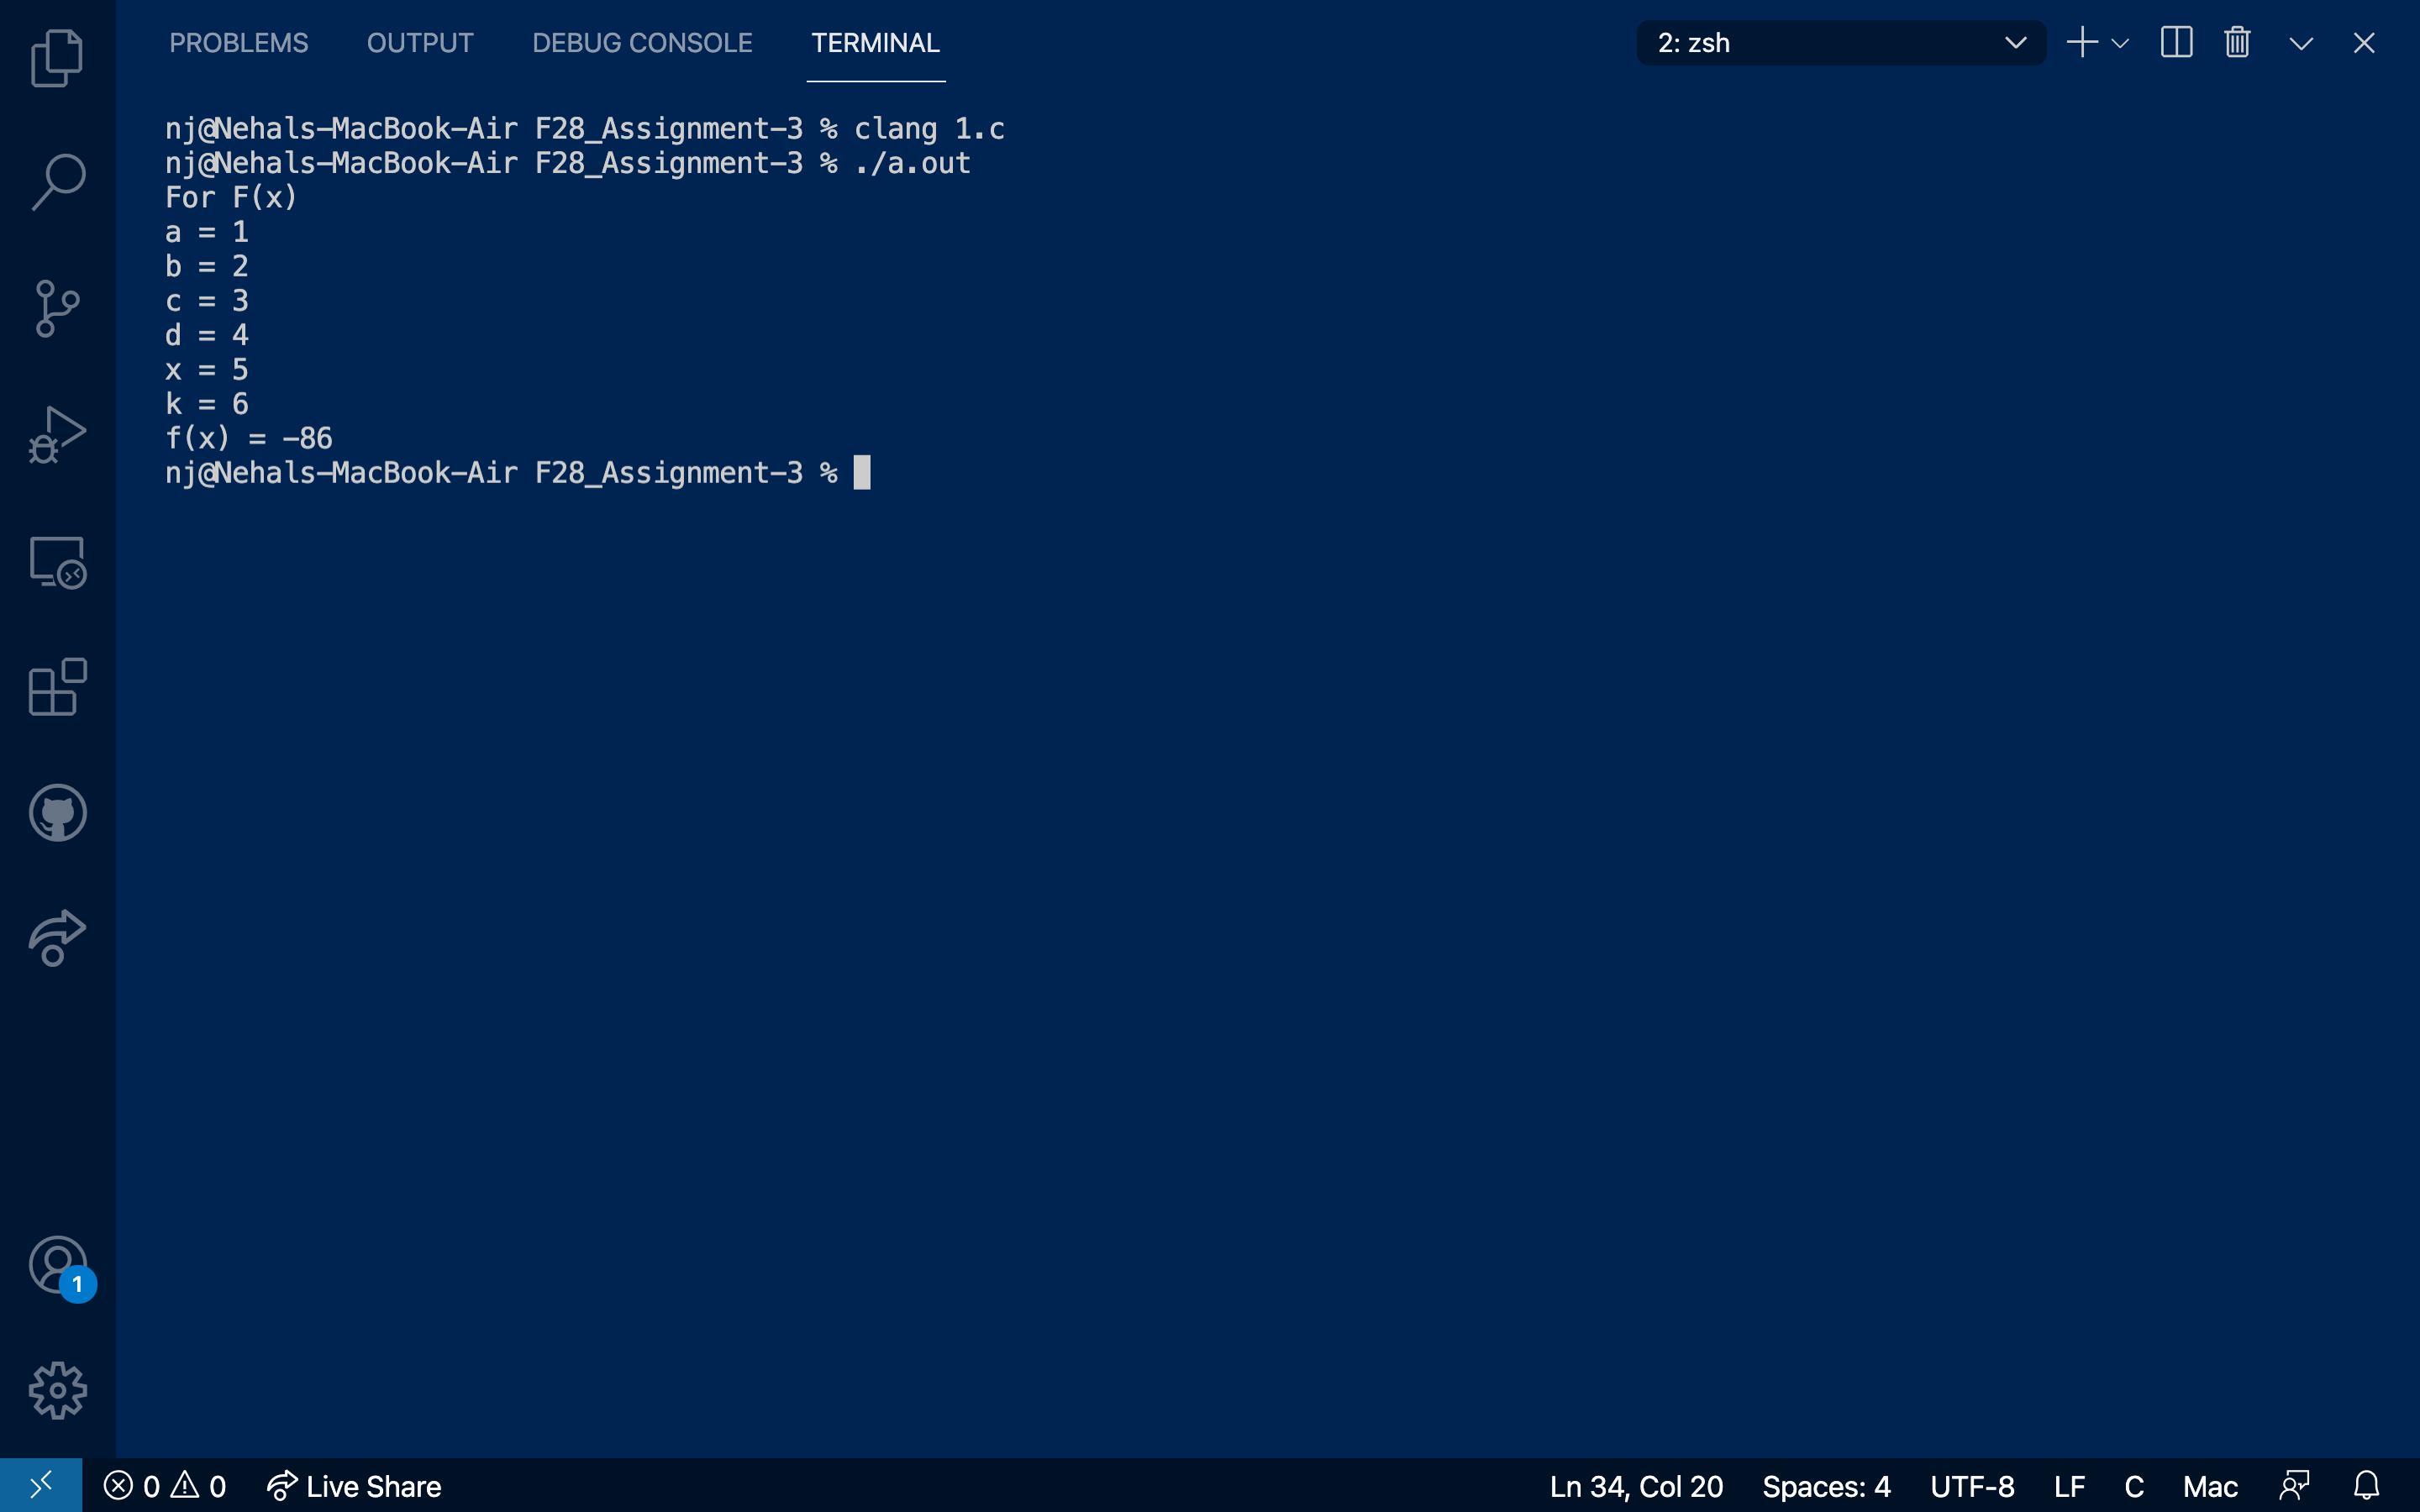 PROBLEMS OUTPUT DEBUG CONSOLE TERMINAL 2: zsh
nj@Nehals-MacBook-Air F28_Assignment-3 % clang 1.c
nj@Nehals-MacBook-Air F28_Assignment-3 % ./a.out
For F(x)
a = 1
b = 2
c = 3
d = 4
x = 5
k = 6
f(x) = -86
nj@Nehals-MacBook-Air F28_Assignment-3 %
1
0 0 Live Share Ln 34, Col 20 Spaces: 4 UTF-8 LF C Mac